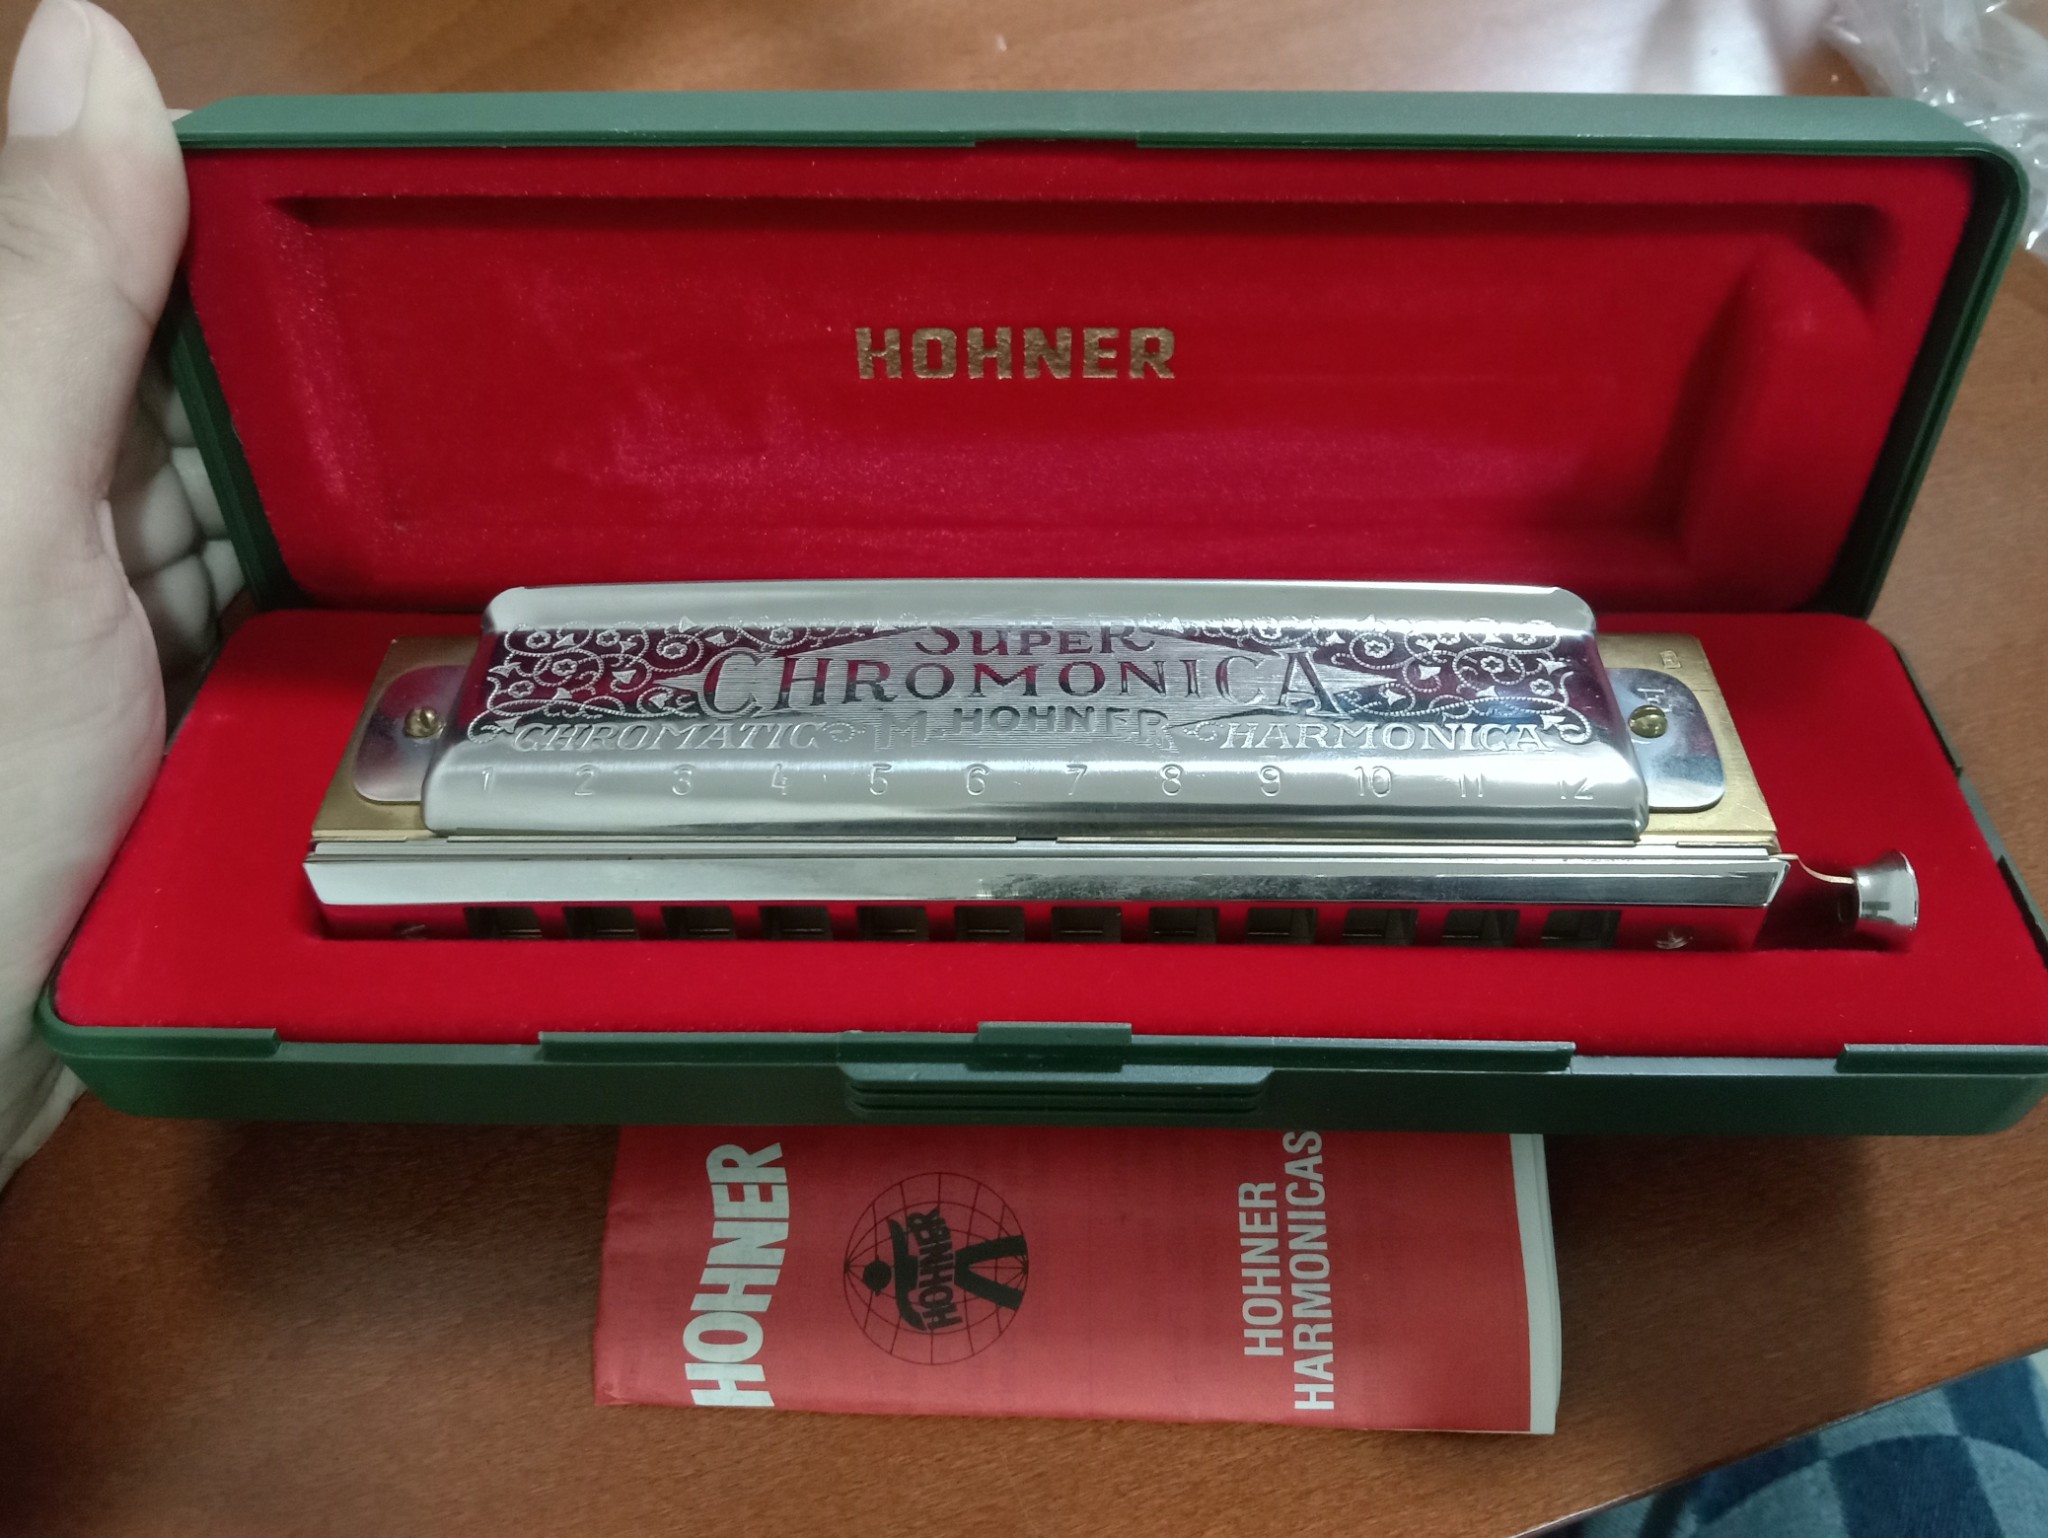 HOHNER
SUPER
CHROMONICA
CHROMATIC M. HOHNER HARMONICA
1 2 3 4 5 6 7 8 9 10 11 12
H
HOHNER
HOHNER
HOHNER
HARMONICAS